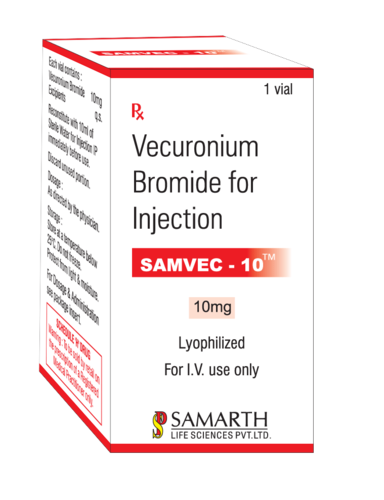 SAMVEC - 10™
Each vial contains :
Vecuronium Bromide 10mg
Excipients q.s.
Reconstitute with 10ml of
Sterile Water for Injection IP
immediately before use.
Discard unused portion.
Dosage :
As directed by the physician.
Storage :
Store at a temperature below
25°C. Do not freeze.
Protect from light & moisture.
For Dosage & Administration
see package insert.
SCHEDULE 'H' DRUG
Warning : To be sold by retail on
the prescription of a Registered
Medical Practitioner only.
1 vial
Rx
Vecuronium
Bromide for
Injection
SAMVEC - 10™
10mg
Lyophilized
For I.V. use only
SAMARTH
LIFE SCIENCES PVT.LTD.